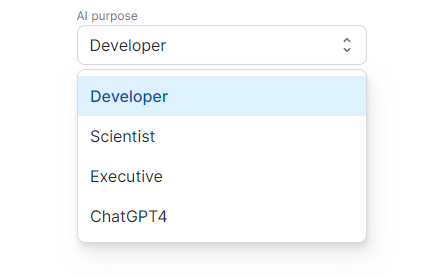 AI purpose
Developer
Developer
Scientist
Executive
ChatGPT4